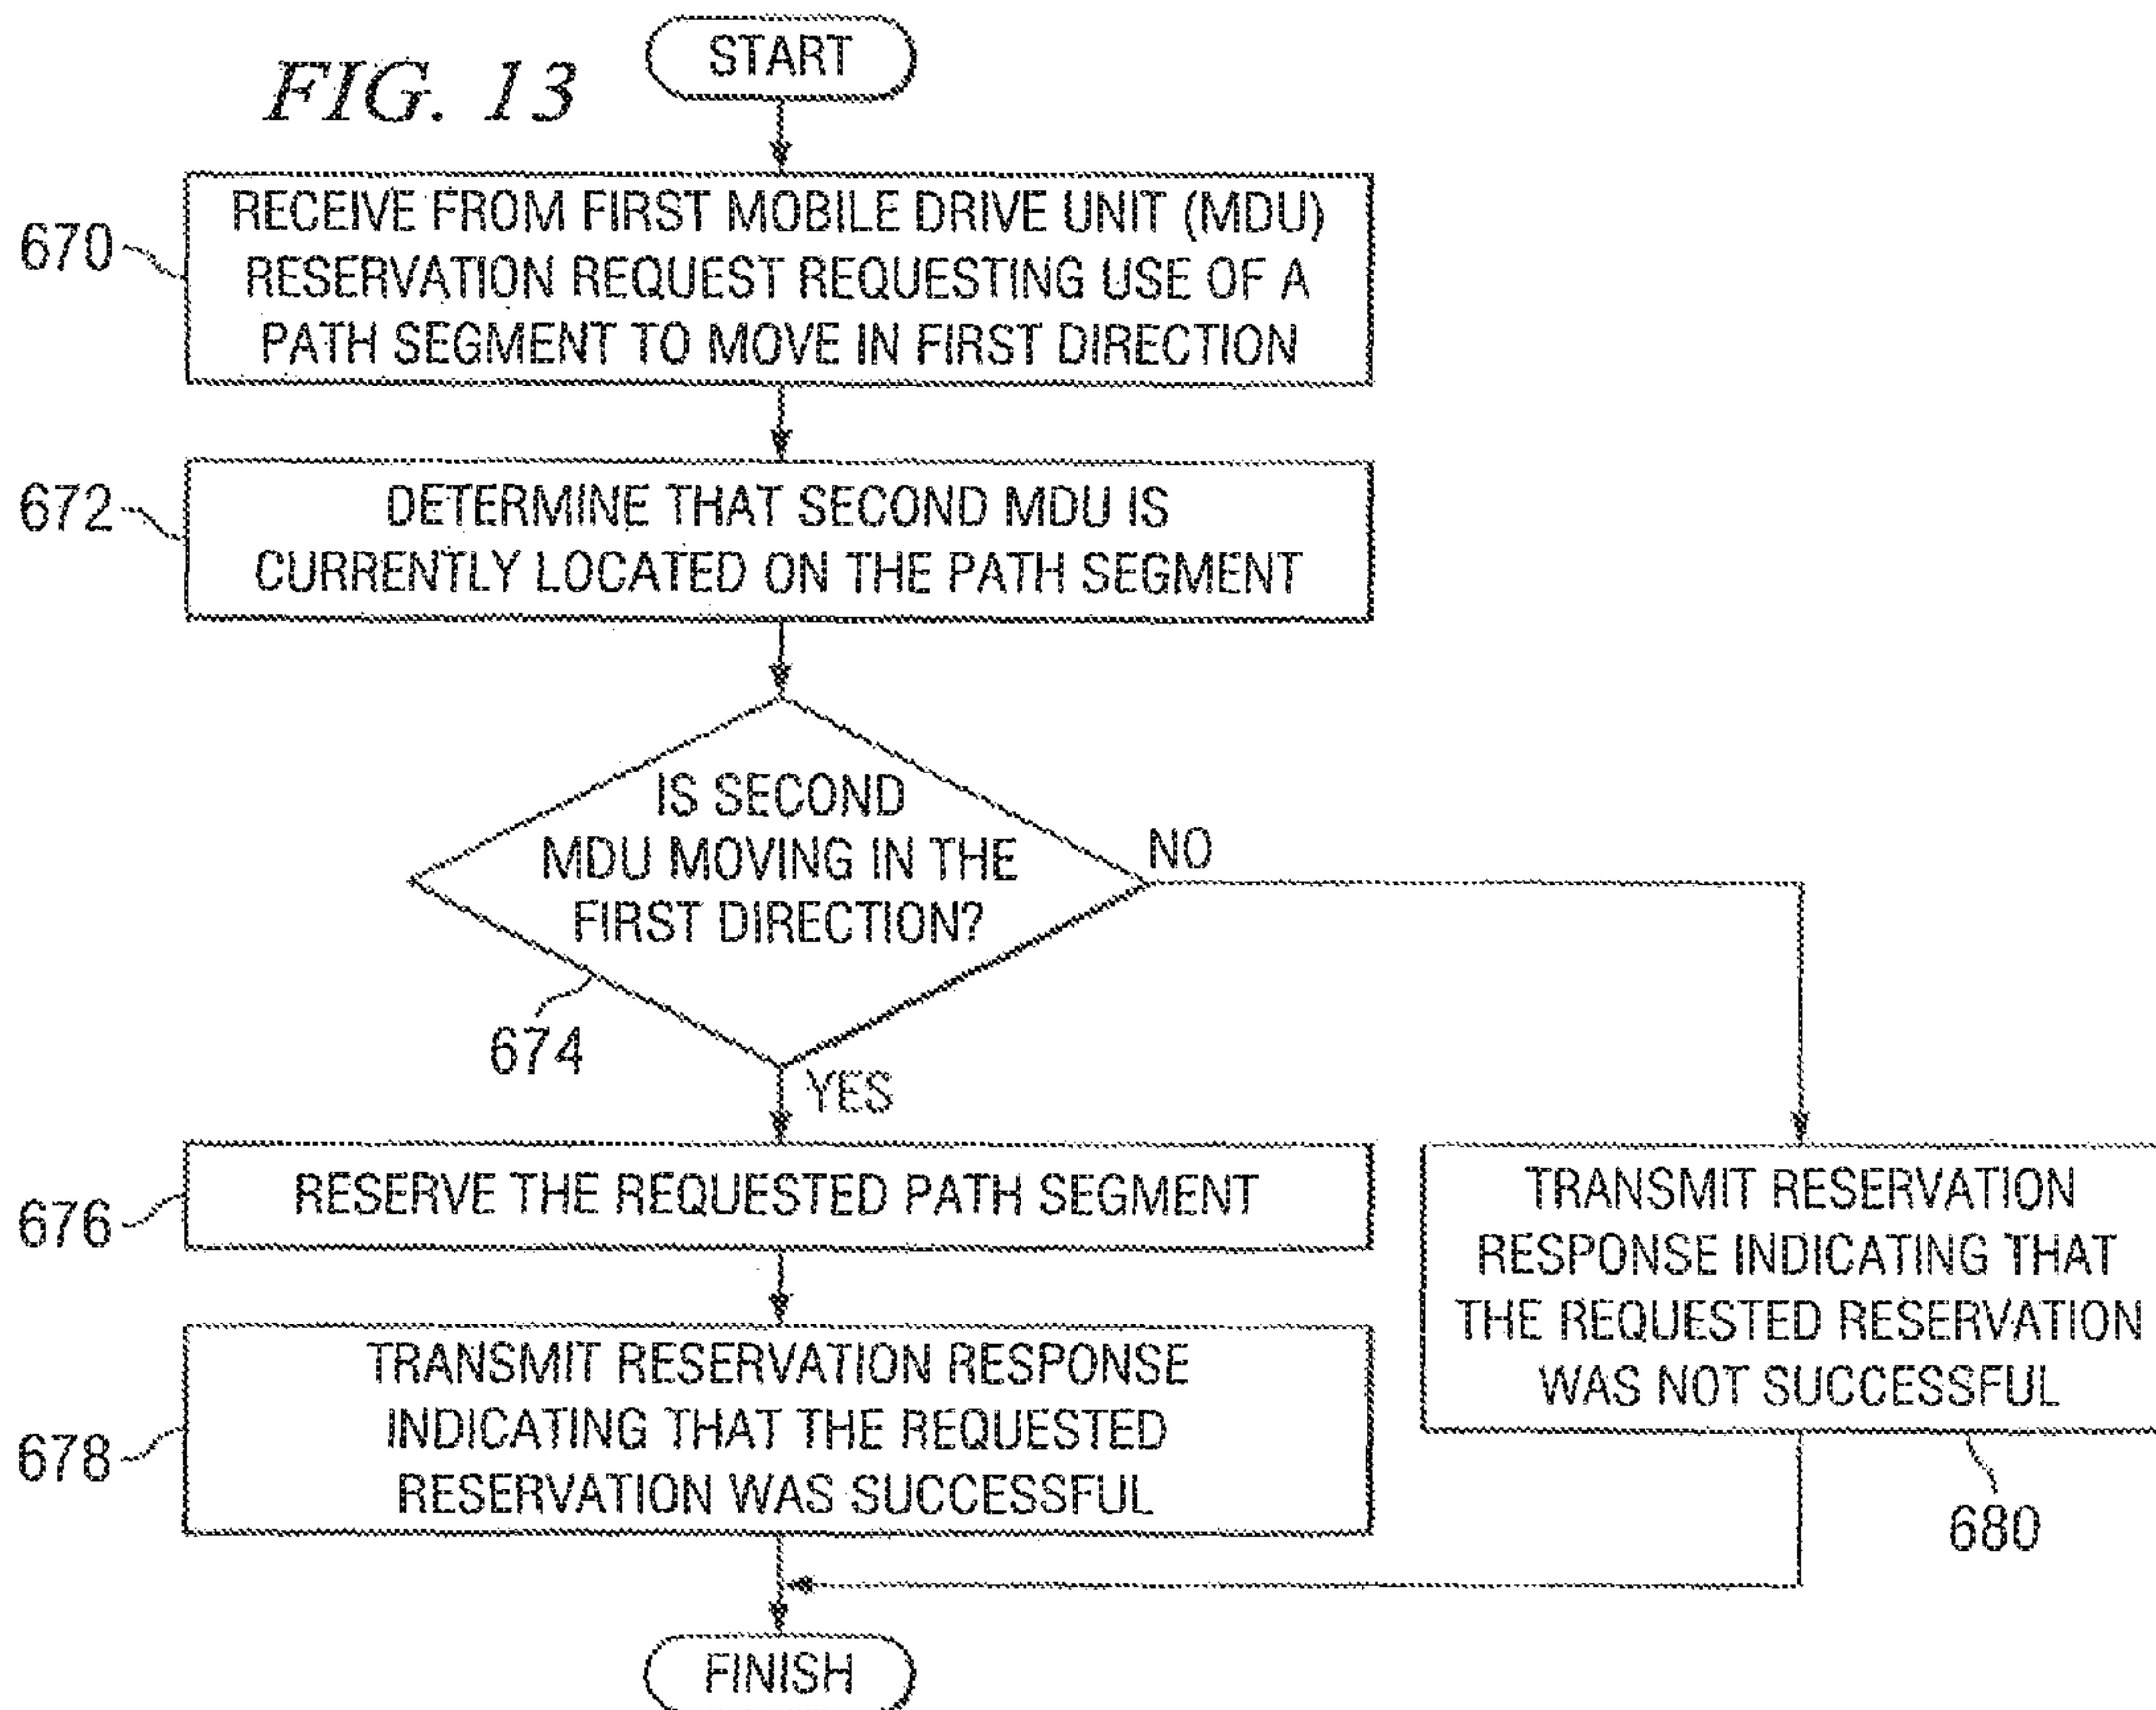 FIG. 13
START
670
RECEIVE FROM FIRST MOBILE DRIVE UNIT (MDU)
RESERVATION REQUEST REQUESTING USE OF A
PATH SEGMENT TO MOVE IN FIRST DIRECTION
672
DETERMINE THAT SECOND MDU IS
CURRENTLY LOCATED ON THE PATH SEGMENT
IS SECOND
MDU MOVING IN THE
FIRST DIRECTION?
NO
674
YES
676
RESERVE THE REQUESTED PATH SEGMENT
678
TRANSMIT RESERVATION RESPONSE
INDICATING THAT THE REQUESTED
RESERVATION WAS SUCCESSFUL
TRANSMIT RESERVATION
RESPONSE INDICATING THAT
THE REQUESTED RESERVATION
WAS NOT SUCCESSFUL
680
FINISH